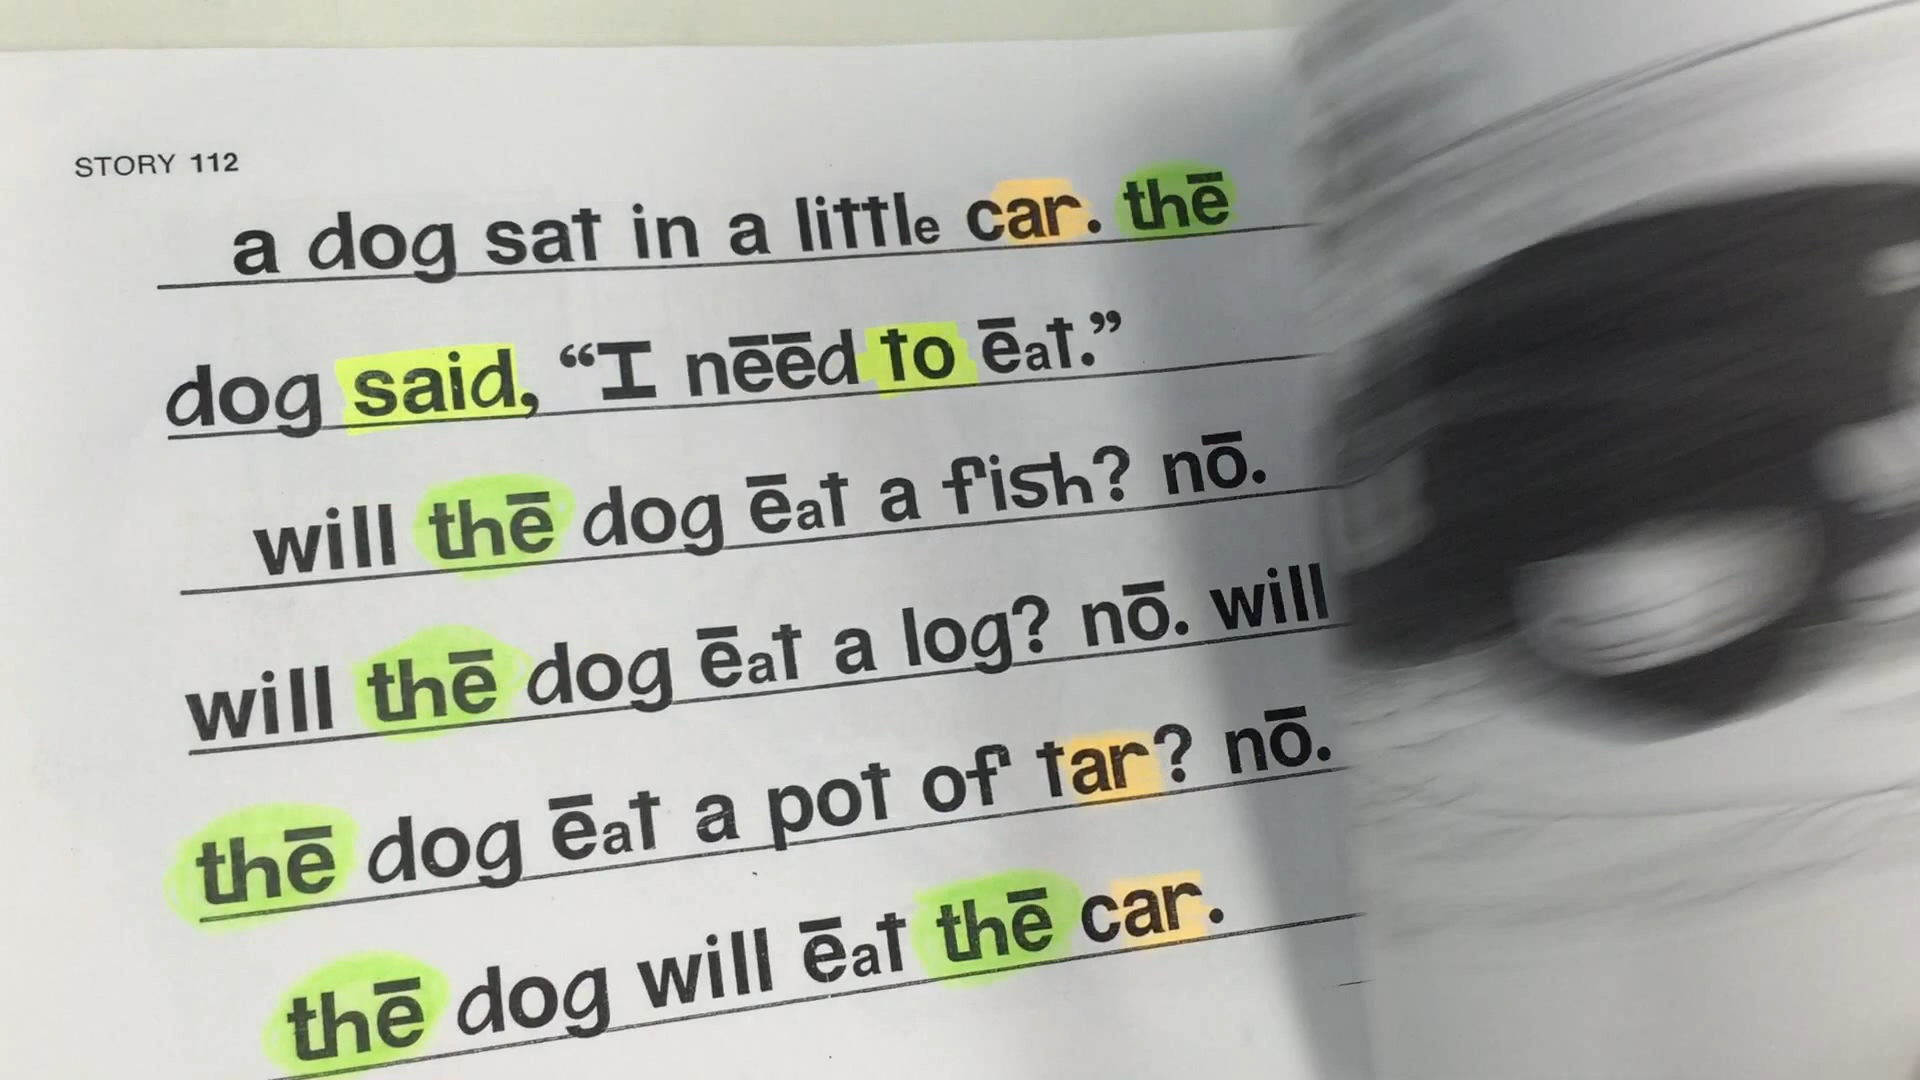 STORY 112
a dog sat in a little car. thē
dog said, “I nēēd to ēat.”
will thē dog ēat a fish? nō.
will thē dog ēat a log? nō. will
thē dog ēat a pot of tar? nō.
thē dog will ēat thē car.